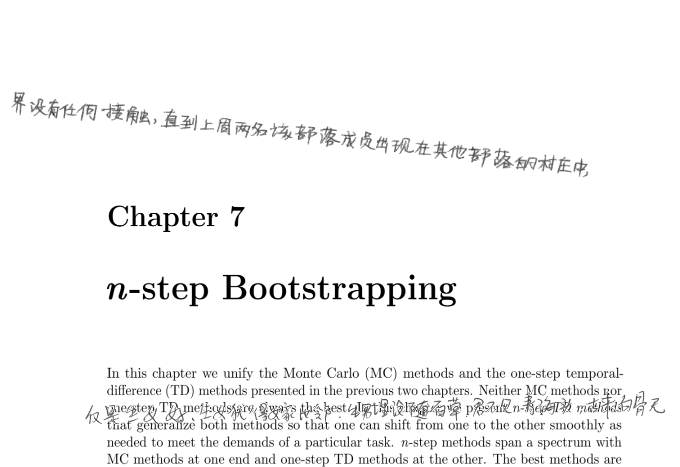 界没有任何接触，直到上周两名该部落成员出现在其他部落的村庄中，
Chapter 7
n-step Bootstrapping
In this chapter we unify the Monte Carlo (MC) methods and the one-step temporal-
difference (TD) methods presented in the previous two chapters. Neither MC methods nor
one-step TD methods are always the best. In this chapter we present n-step TD methods
that generalize both methods so that one can shift from one to the other smoothly as
needed to meet the demands of a particular task. n-step methods span a spectrum with
MC methods at one end and one-step TD methods at the other. The best methods are